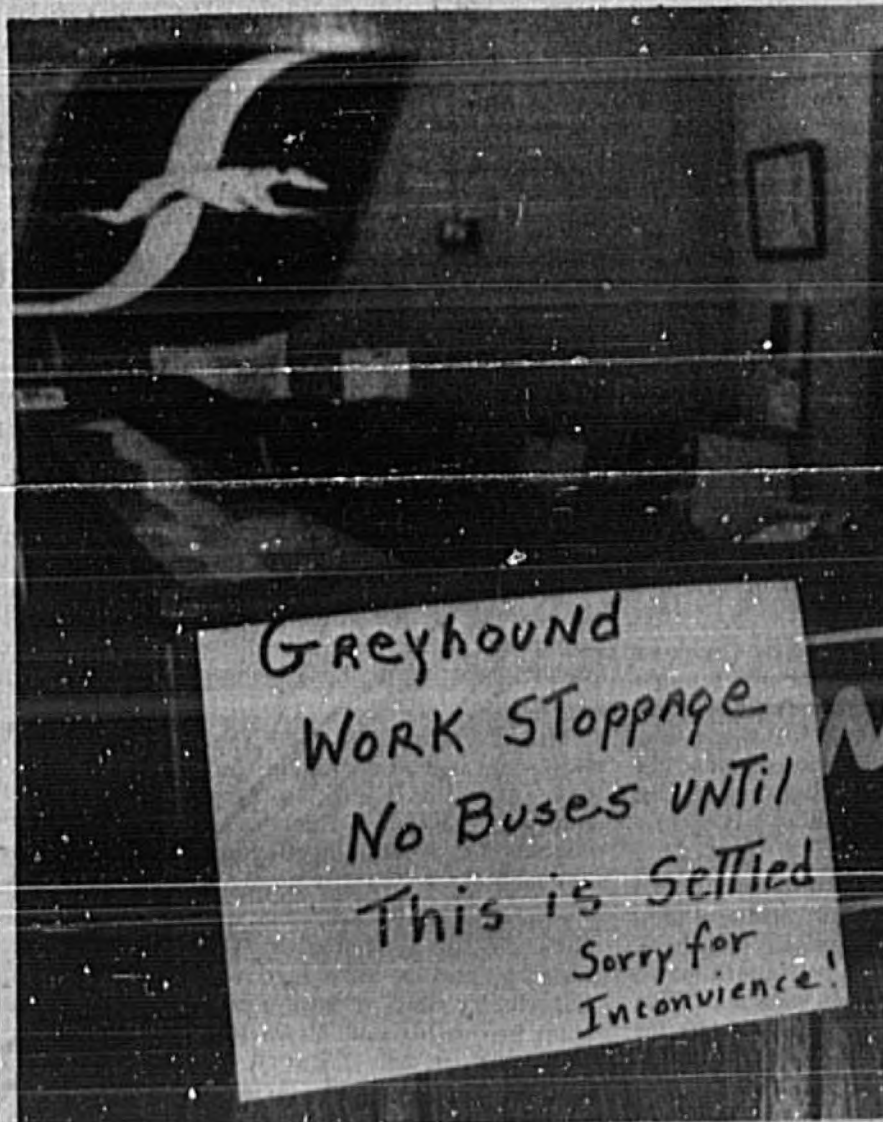 Greyhound
Work Stoppage
No Buses until
This is Settled
Sorry for
Inconvience!